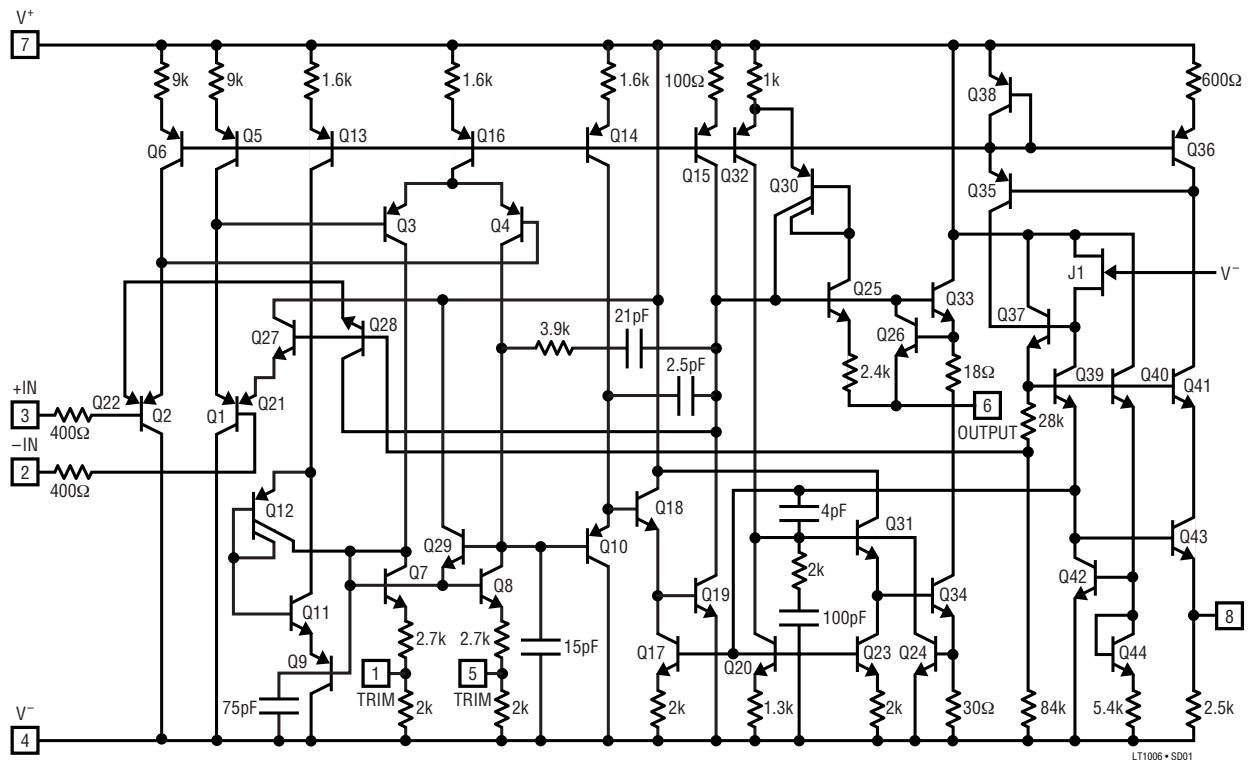 V+
7
9k
9k
1.6k
1.6k
1.6k
100Ω
1k
600Ω
Q38
Q6
Q5
Q13
Q16
Q14
Q15
Q32
Q36
Q30
Q35
Q3
Q4
J1
V−
Q25
Q33
Q37
Q27
Q28
21pF
3.9k
Q26
2.5pF
2.4k
18Ω
+IN
3
400Ω
Q22
Q2
Q1
Q21
6
OUTPUT
Q39
Q40
Q41
28k
−IN
2
400Ω
Q12
Q18
4pF
Q31
Q29
Q10
Q7
Q8
2k
Q43
Q42
Q11
Q19
100pF
Q34
8
2.7k
2.7k
15pF
Q9
Q17
Q20
Q23
Q24
Q44
1
TRIM
5
TRIM
75pF
2k
2k
2k
1.3k
2k
30Ω
84k
5.4k
2.5k
V−
4
LT1006 • SD01